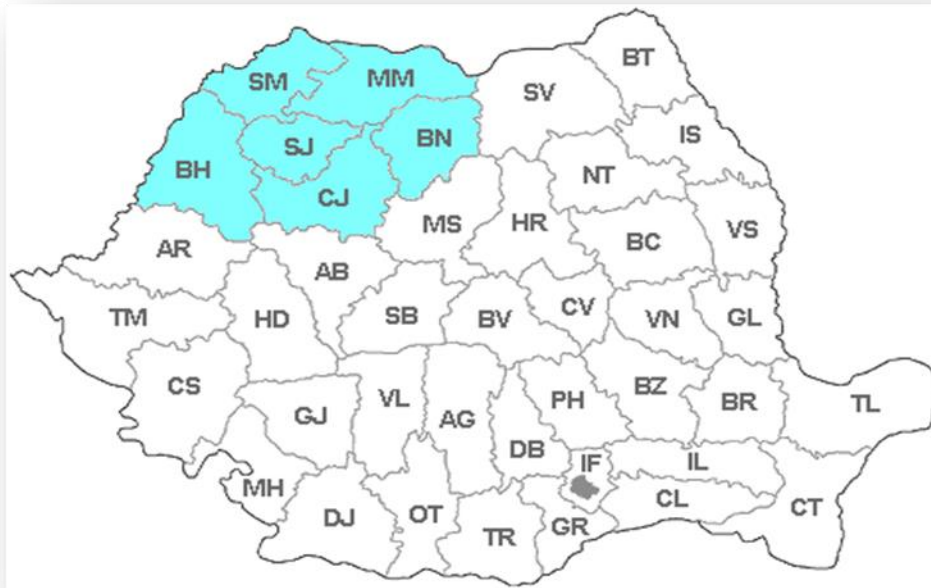 BT
SM
MM
SV
IS
BN
SJ
BH
NT
CJ
MS
HR
VS
BC
AR
AB
CV
TM
HD
SB
BV
VN
GL
CS
BZ
VL
PH
BR
TL
GJ
AG
DB
IF
IL
MH
CL
CT
DJ
OT
GR
TR